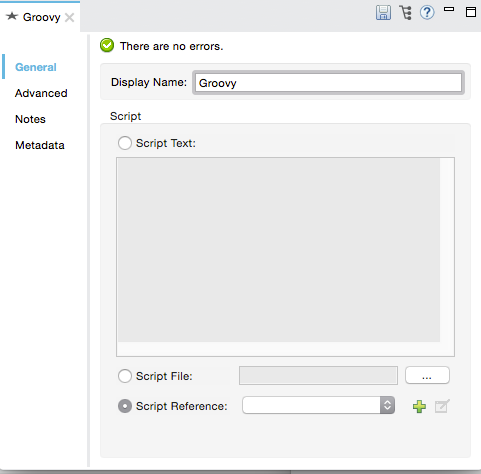 Groovy
There are no errors.
General
Advanced
Notes
Metadata
Display Name: Groovy
Script
Script Text:
Script File: ...
Script Reference: